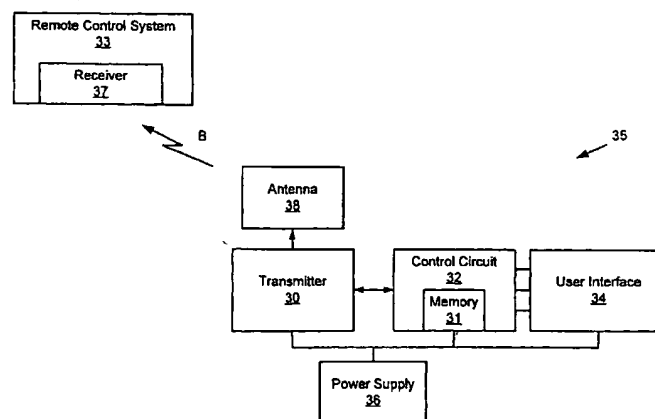 Remote Control System
33
Receiver
37
B
35
Antenna
38
Transmitter
30
Control Circuit
32
Memory
31
User Interface
34
Power Supply
36